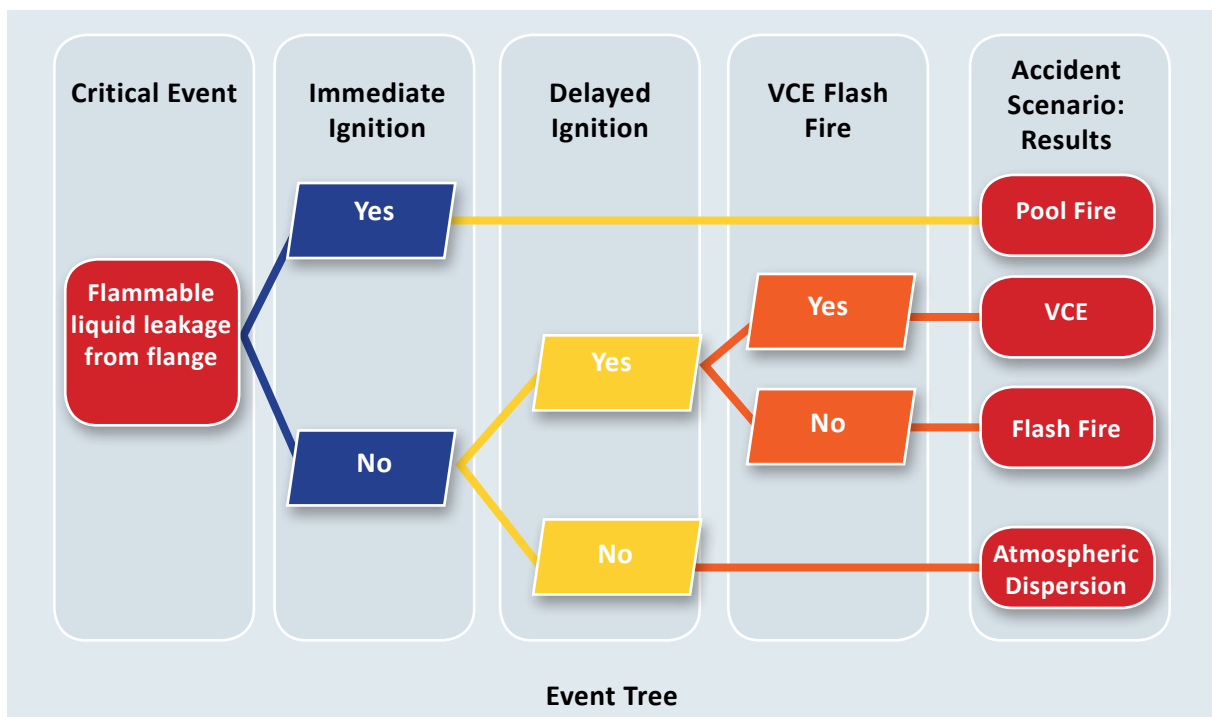 Critical Event
Immediate
Ignition
Delayed
Ignition
VCE Flash
Fire
Accident
Scenario:
Results
Yes
Pool Fire
Flammable
liquid leakage
from flange
Yes
VCE
Yes
No
Flash Fire
No
No
Atmospheric
Dispersion
Event Tree